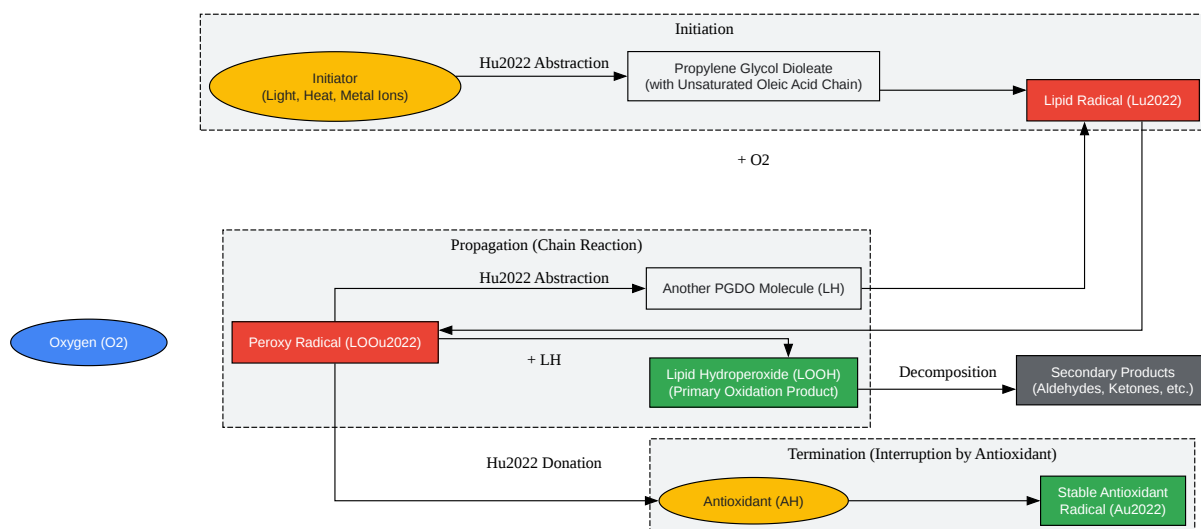 Initiation
Initiator
(Light, Heat, Metal Ions)
Hu2022 Abstraction
Propylene Glycol Dioleate
(with Unsaturated Oleic Acid Chain)
Lipid Radical (Lu2022)
+ O2
Propagation (Chain Reaction)
Hu2022 Abstraction
Another PGDO Molecule (LH)
Oxygen (O2)
Peroxy Radical (LOOu2022)
+ LH
Lipid Hydroperoxide (LOOH)
(Primary Oxidation Product)
Decomposition
Secondary Products
(Aldehydes, Ketones, etc.)
Hu2022 Donation
Termination (Interruption by Antioxidant)
Antioxidant (AH)
Stable Antioxidant
Radical (Au2022)